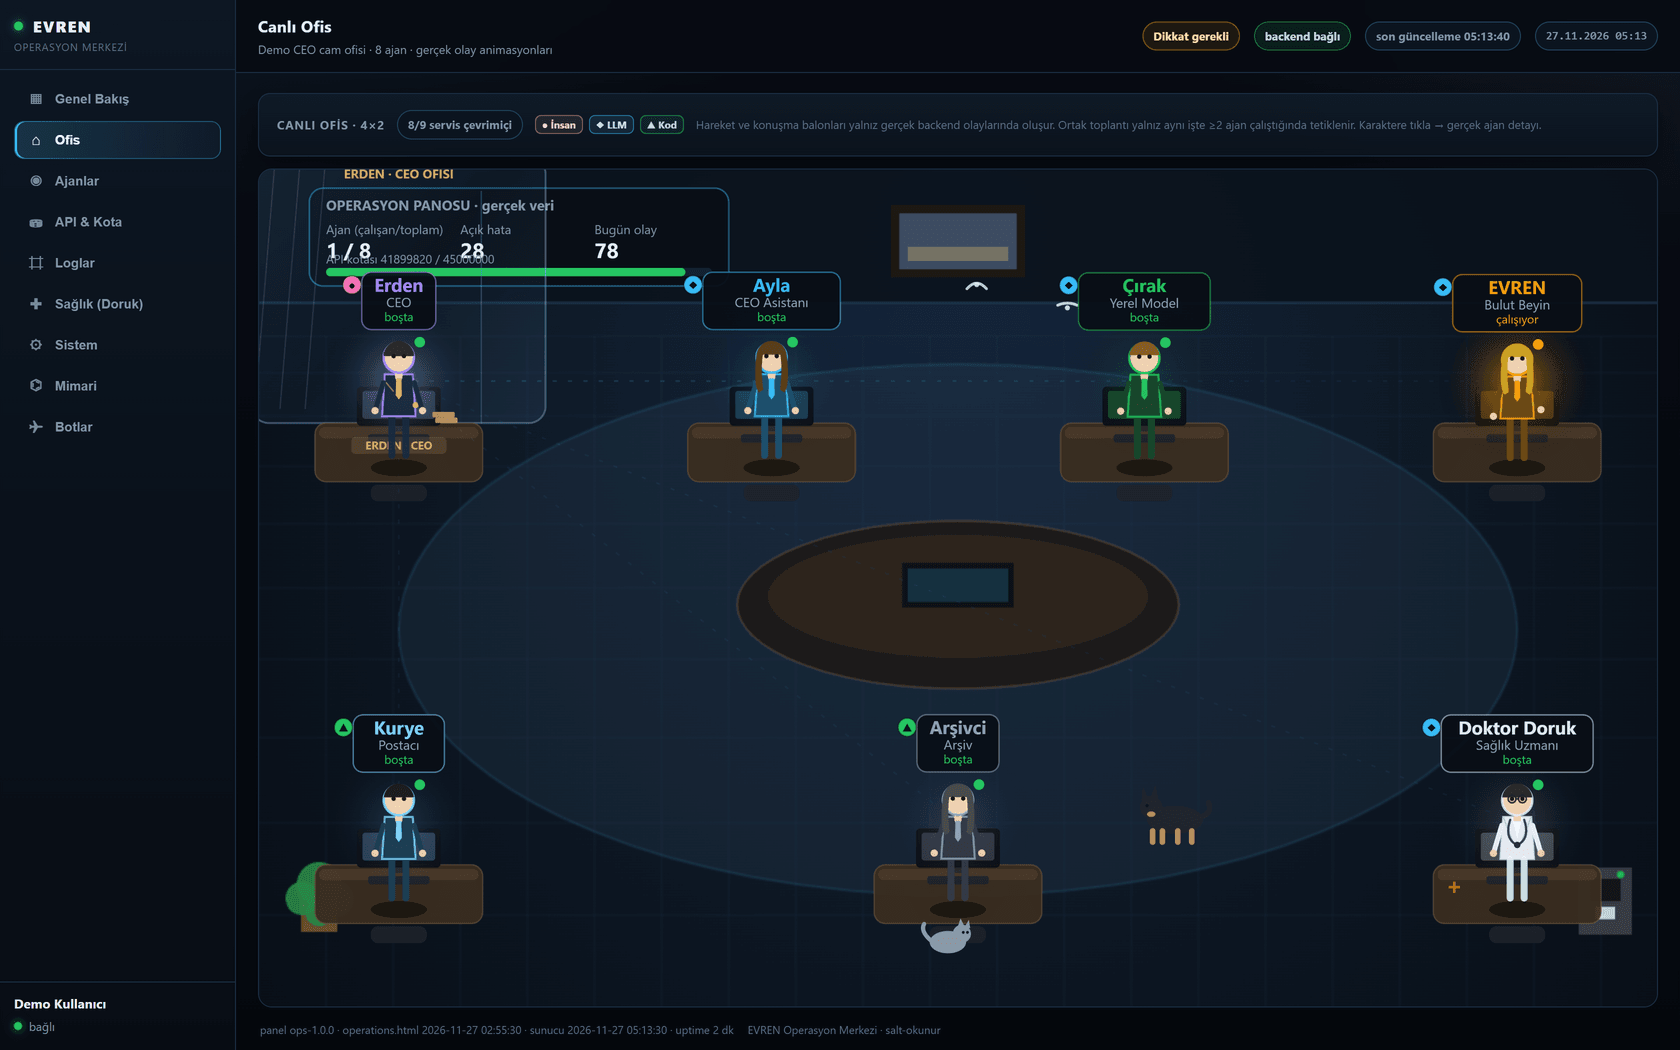 EVREN
OPERASYON MERKEZİ
Genel Bakış
Ofis
Ajanlar
API & Kota
Loglar
Sağlık (Doruk)
Sistem
Mimari
Botlar
Demo Kullanıcı
bağlı
Canlı Ofis
Demo CEO cam ofisi · 8 ajan · gerçek olay animasyonları
Dikkat gerekli
backend bağlı
son güncelleme 05:13:40
27.11.2026 05:13
CANLI OFİS · 4×2
8/9 servis çevrimiçi
● İnsan
◆ LLM
▲ Kod
Hareket ve konuşma balonları yalnız gerçek backend olaylarında oluşur. Ortak toplantı yalnız aynı işte ≥2 ajan çalıştığında tetiklenir. Karaktere tıkla → gerçek ajan detayı.
ERDEN · CEO OFİSİ
OPERASYON PANOSU · gerçek veri
Ajan (çalışan/toplam)
Açık hata
Bugün olay
1 / 8
28
78
API kotası 41899820 / 45000000
Erden
CEO
boşta
Ayla
CEO Asistanı
boşta
Çırak
Yerel Model
boşta
EVREN
Bulut Beyin
çalışıyor
ERDEN · CEO
Kurye
Postacı
boşta
Arşivci
Arşiv
boşta
Doktor Doruk
Sağlık Uzmanı
boşta
panel ops-1.0.0 · operations.html 2026-11-27 02:55:30 · sunucu 2026-11-27 05:13:30 · uptime 2 dk
EVREN Operasyon Merkezi · salt-okunur